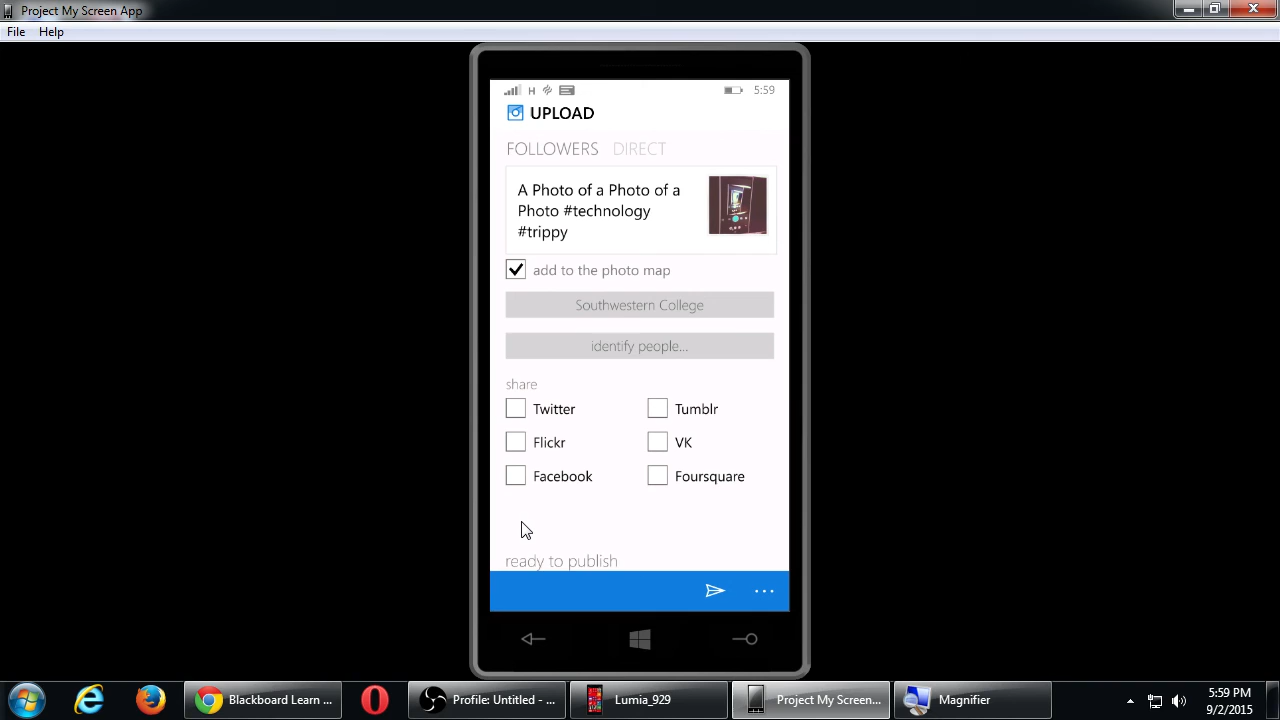 Project My Screen App
File Help
H 5:59
UPLOAD
FOLLOWERS DIRECT
A Photo of a Photo of a
Photo #technology
#trippy
add to the photo map
Southwestern College
identify people...
share
Twitter Tumblr
Flickr VK
Facebook Foursquare
ready to publish
Blackboard Learn ... Profile: Untitled - ... Lumia_929 Project My Screen... Magnifier
5:59 PM
9/2/2015